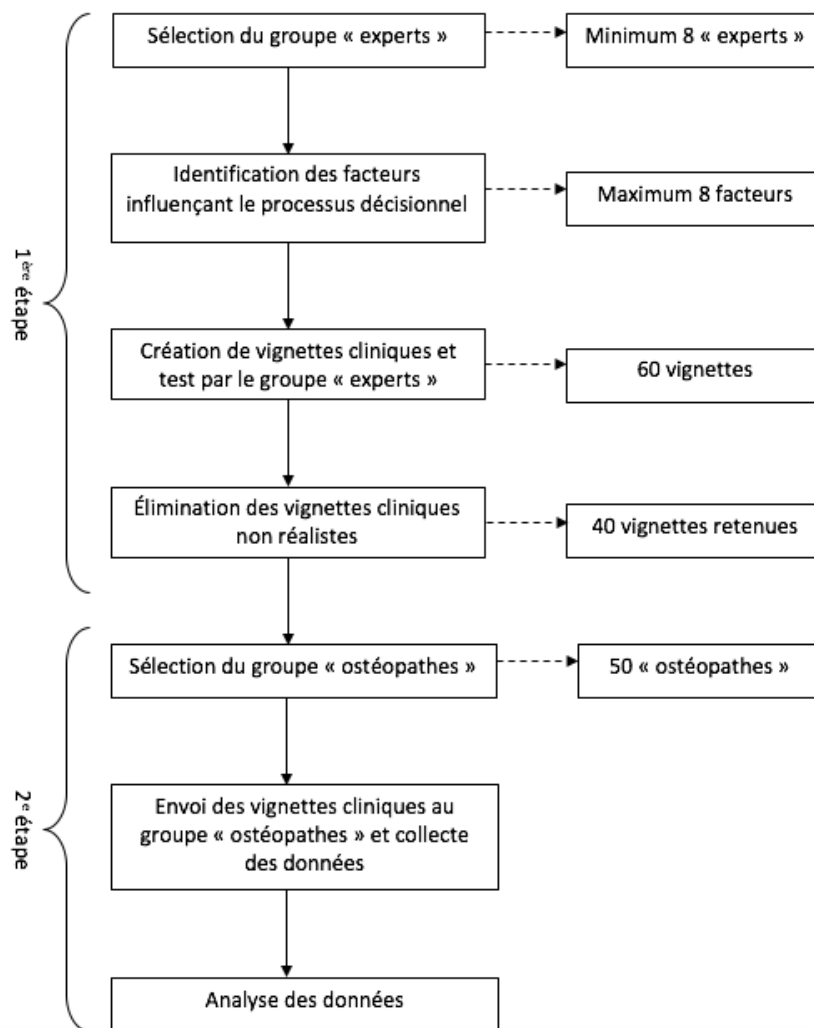 Sélection du groupe « experts »
Minimum 8 « experts »
Identification des facteurs
influençant le processus décisionnel
Maximum 8 facteurs
1ère étape
Création de vignettes cliniques et
test par le groupe « experts »
60 vignettes
Élimination des vignettes cliniques
non réalistes
40 vignettes retenues
Sélection du groupe « ostéopathes »
50 « ostéopathes »
2e étape
Envoi des vignettes cliniques au
groupe « ostéopathes » et collecte
des données
Analyse des données